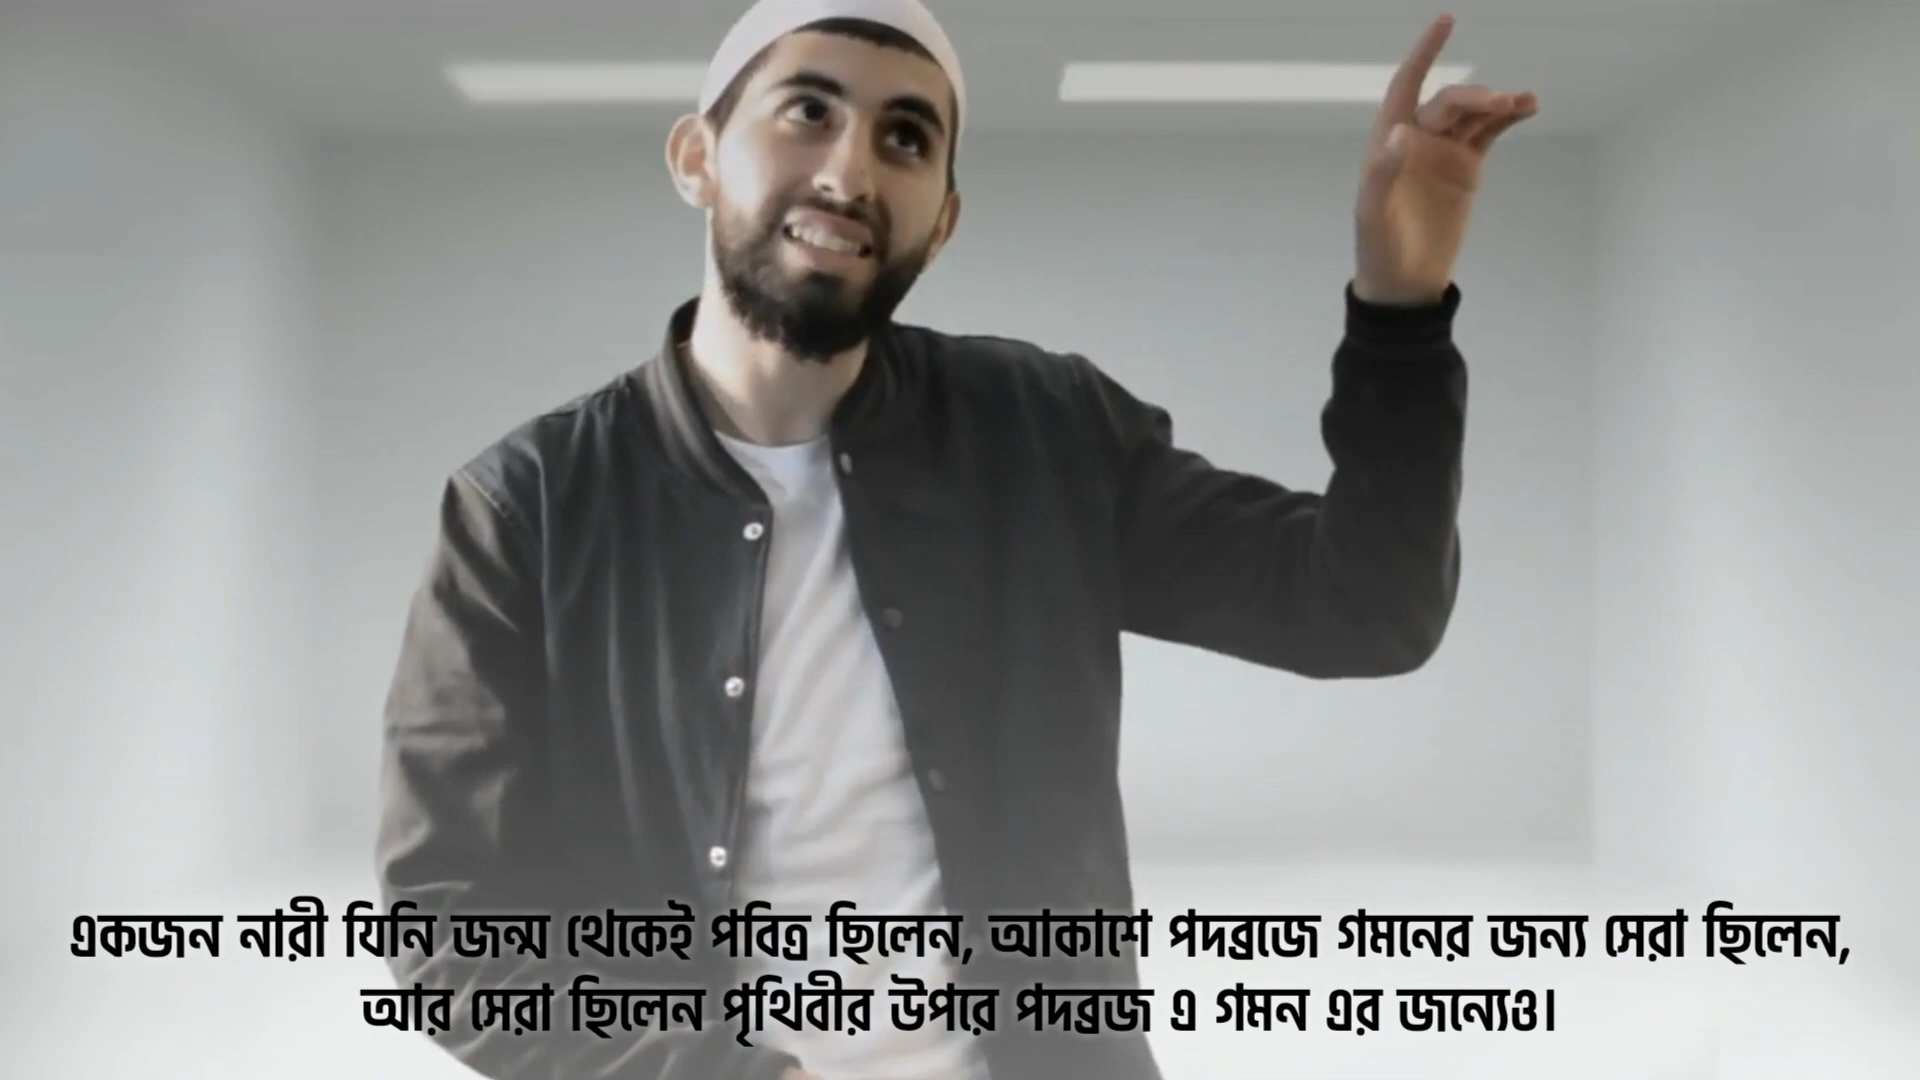 একজন নারী যিনি জন্ম থেকেই পবিত্র ছিলেন, আকাশে পদব্রজে গমনের জন্য সেরা ছিলেন,
আর সেরা ছিলেন পৃথিবীর উপরে পদব্রজ এ গমন এর জন্যেও।